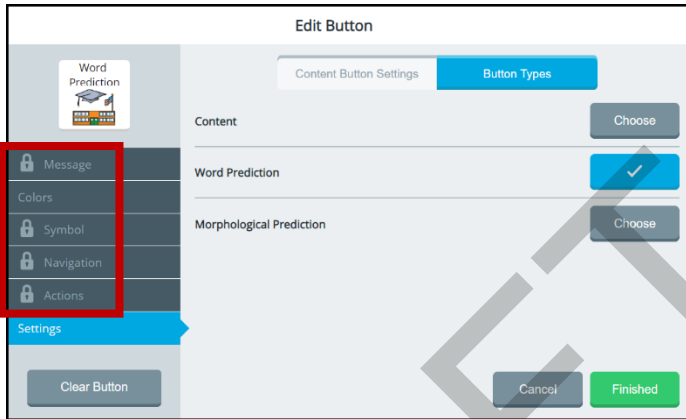 Edit Button
Word
Prediction
Content Button Settings
Button Types
Content
Choose
Message
Word Prediction
Colors
Symbol
Morphological Prediction
Choose
Navigation
Actions
Settings
Clear Button
Cancel
Finished